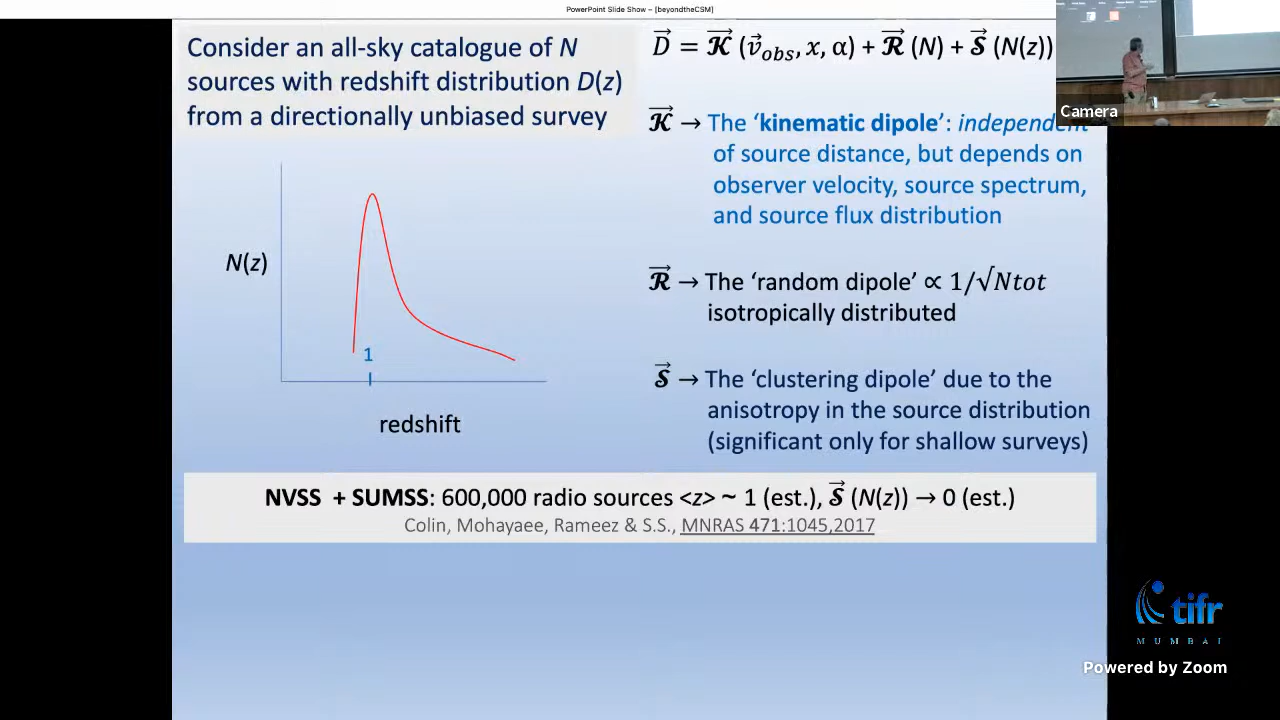 PowerPoint Slide Show – [beyondtheCSM]
Consider an all-sky catalogue of N
sources with redshift distribution D(z)
from a directionally unbiased survey
N(z)
1
redshift
D⃗ = 𝓚⃗ (v⃗_obs, x, α) + 𝓡⃗ (N) + 𝓢⃗ (N(z))
𝓚⃗ → The ‘kinematic dipole’: independent
of source distance, but depends on
observer velocity, source spectrum,
and source flux distribution
𝓡⃗ → The ‘random dipole’ ∝ 1/√Ntot
isotropically distributed
𝓢⃗ → The ‘clustering dipole’ due to the
anisotropy in the source distribution
(significant only for shallow surveys)
NVSS + SUMSS: 600,000 radio sources <z> ~ 1 (est.), 𝓢⃗ (N(z)) → 0 (est.)
Colin, Mohayaee, Rameez & S.S., MNRAS 471:1045,2017
Camera
tifr
MUMBAI
Powered by Zoom